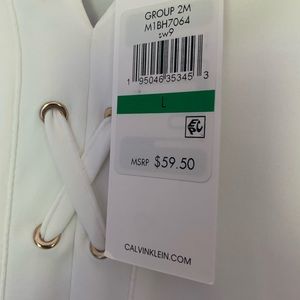 GROUP 2M
M1BH7064
sw9
1 95046 35345 3
L
MSRP $59.50
CALVINKLEIN.COM